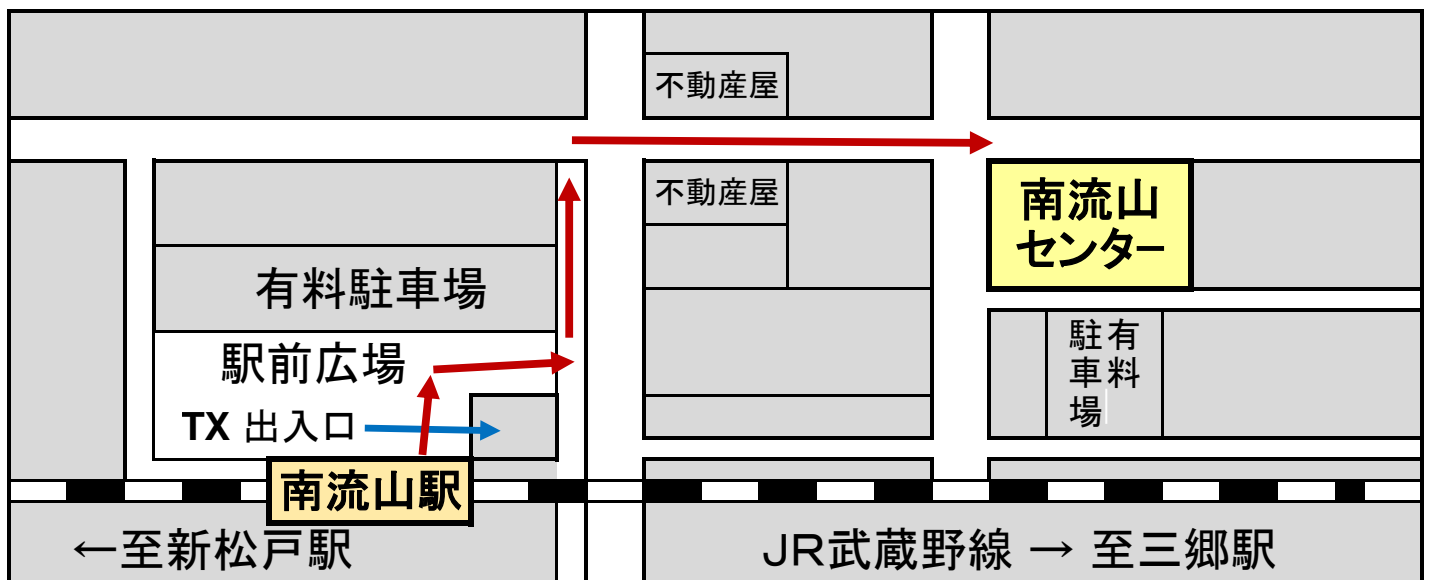 不動産屋
不動産屋
南流山
センター
有料駐車場
有料
駐車場
駅前広場
TX 出入口
南流山駅
←至新松戸駅
JR武蔵野線 → 至三郷駅